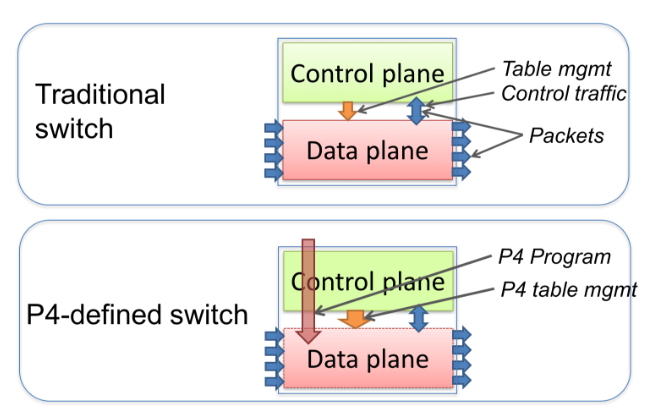 Traditional
switch
Control plane
Data plane
Table mgmt
Control traffic
Packets
P4-defined switch
Control plane
Data plane
P4 Program
P4 table mgmt